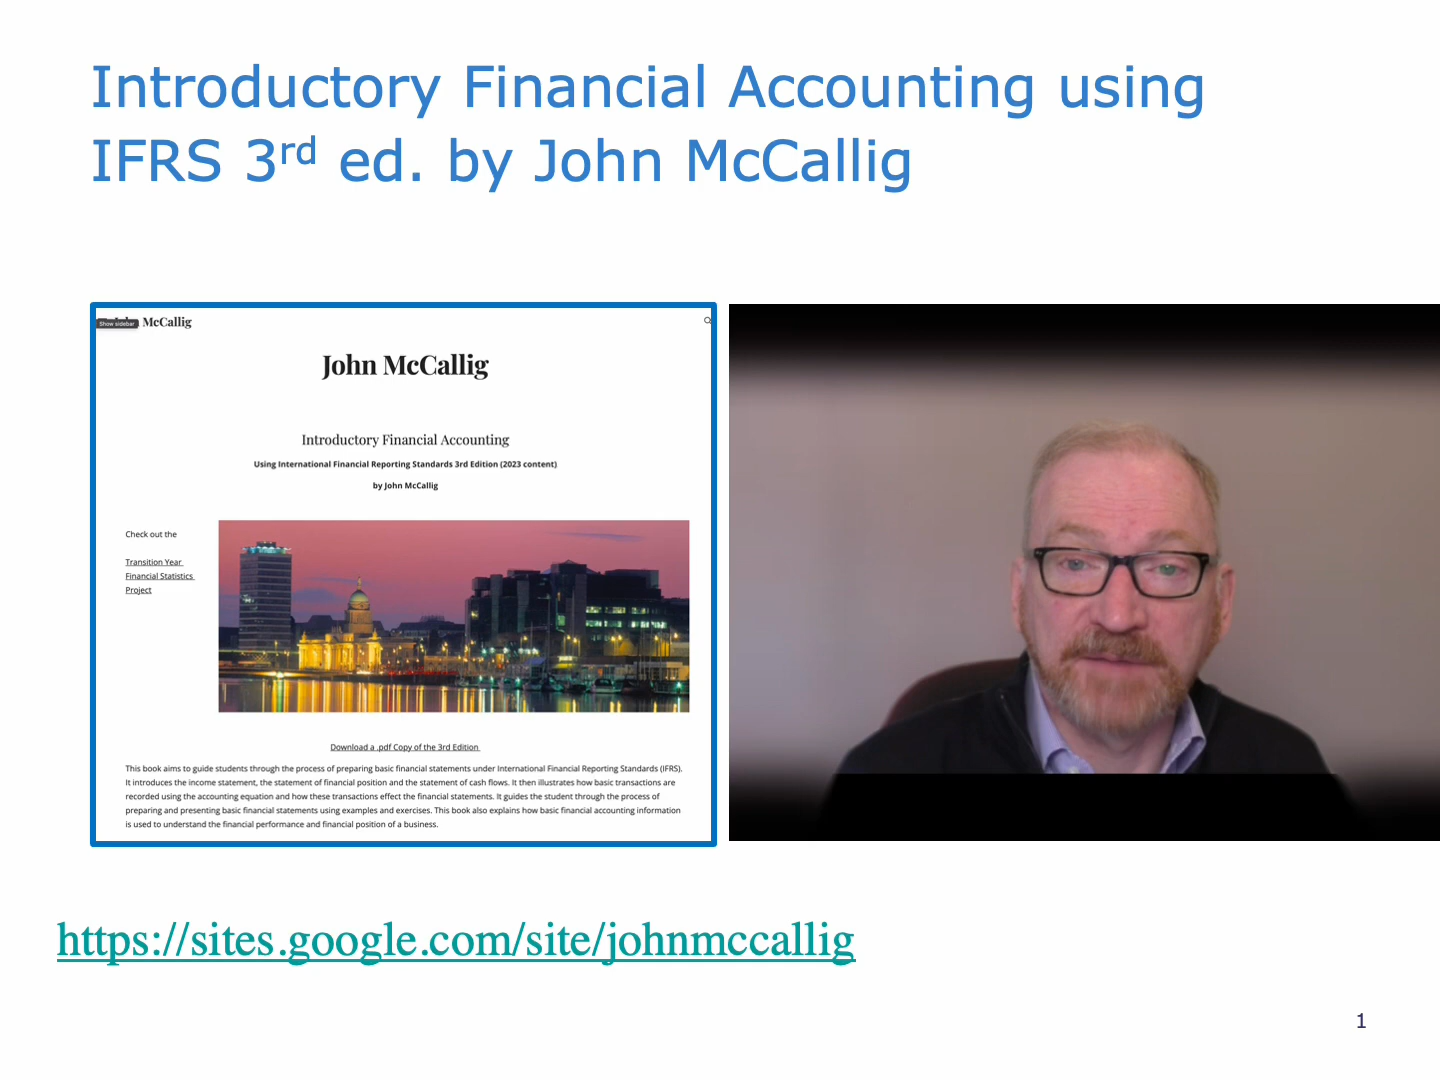 Introductory Financial Accounting using
IFRS 3rd ed. by John McCallig
Show sidebar
McCallig
John McCallig
Introductory Financial Accounting
Using International Financial Reporting Standards 3rd Edition (2023 content)
by John McCallig
Check out the
Transition Year
Financial Statistics
Project
Download a .pdf Copy of the 3rd Edition
This book aims to guide students through the process of preparing basic financial statements under International Financial Reporting Standards (IFRS).
It introduces the income statement, the statement of financial position and the statement of cash flows. It then illustrates how basic transactions are
recorded using the accounting equation and how these transactions effect the financial statements. It guides the student through the process of
preparing and presenting basic financial statements using examples and exercises. This book also explains how basic financial accounting information
is used to understand the financial performance and financial position of a business.
https://sites.google.com/site/johnmccallig
1